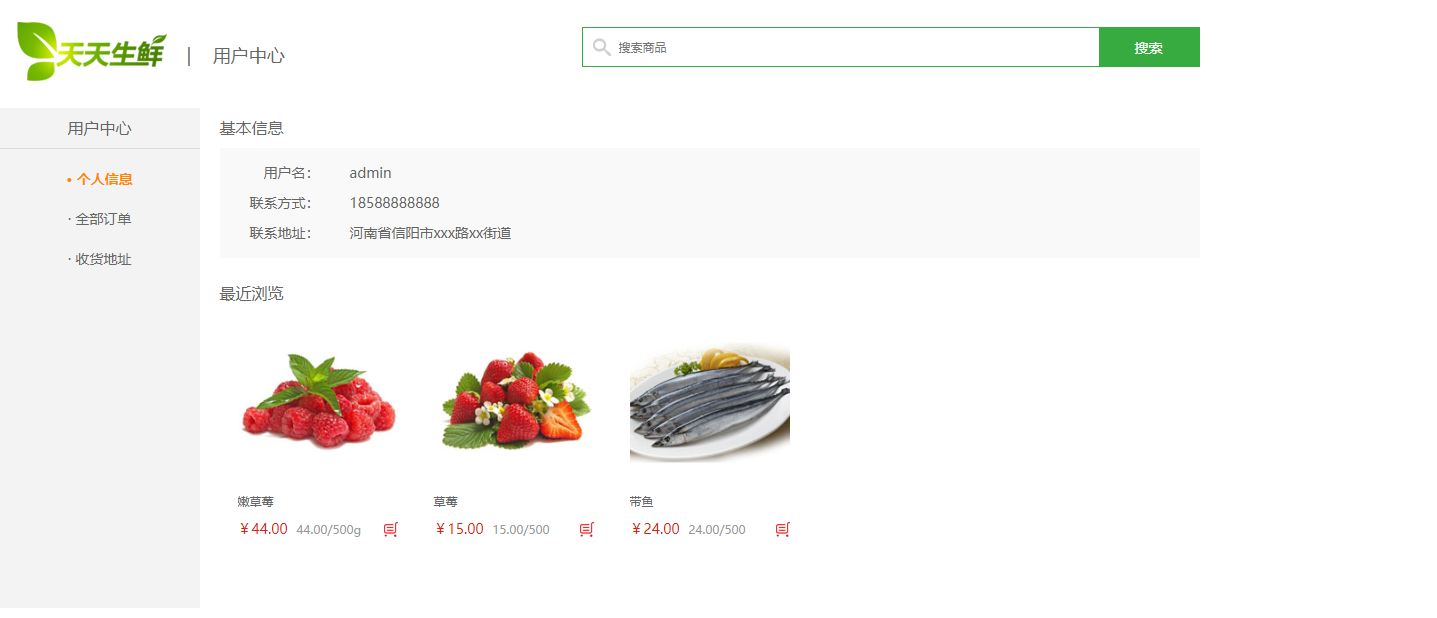 天天生鲜 | 用户中心
搜索商品
搜索
用户中心
· 个人信息
· 全部订单
· 收货地址
基本信息
用户名： admin
联系方式： 18588888888
联系地址： 河南省信阳市xxx路xx街道
最近浏览
嫩草莓
￥44.00 44.00/500g
草莓
￥15.00 15.00/500
带鱼
￥24.00 24.00/500